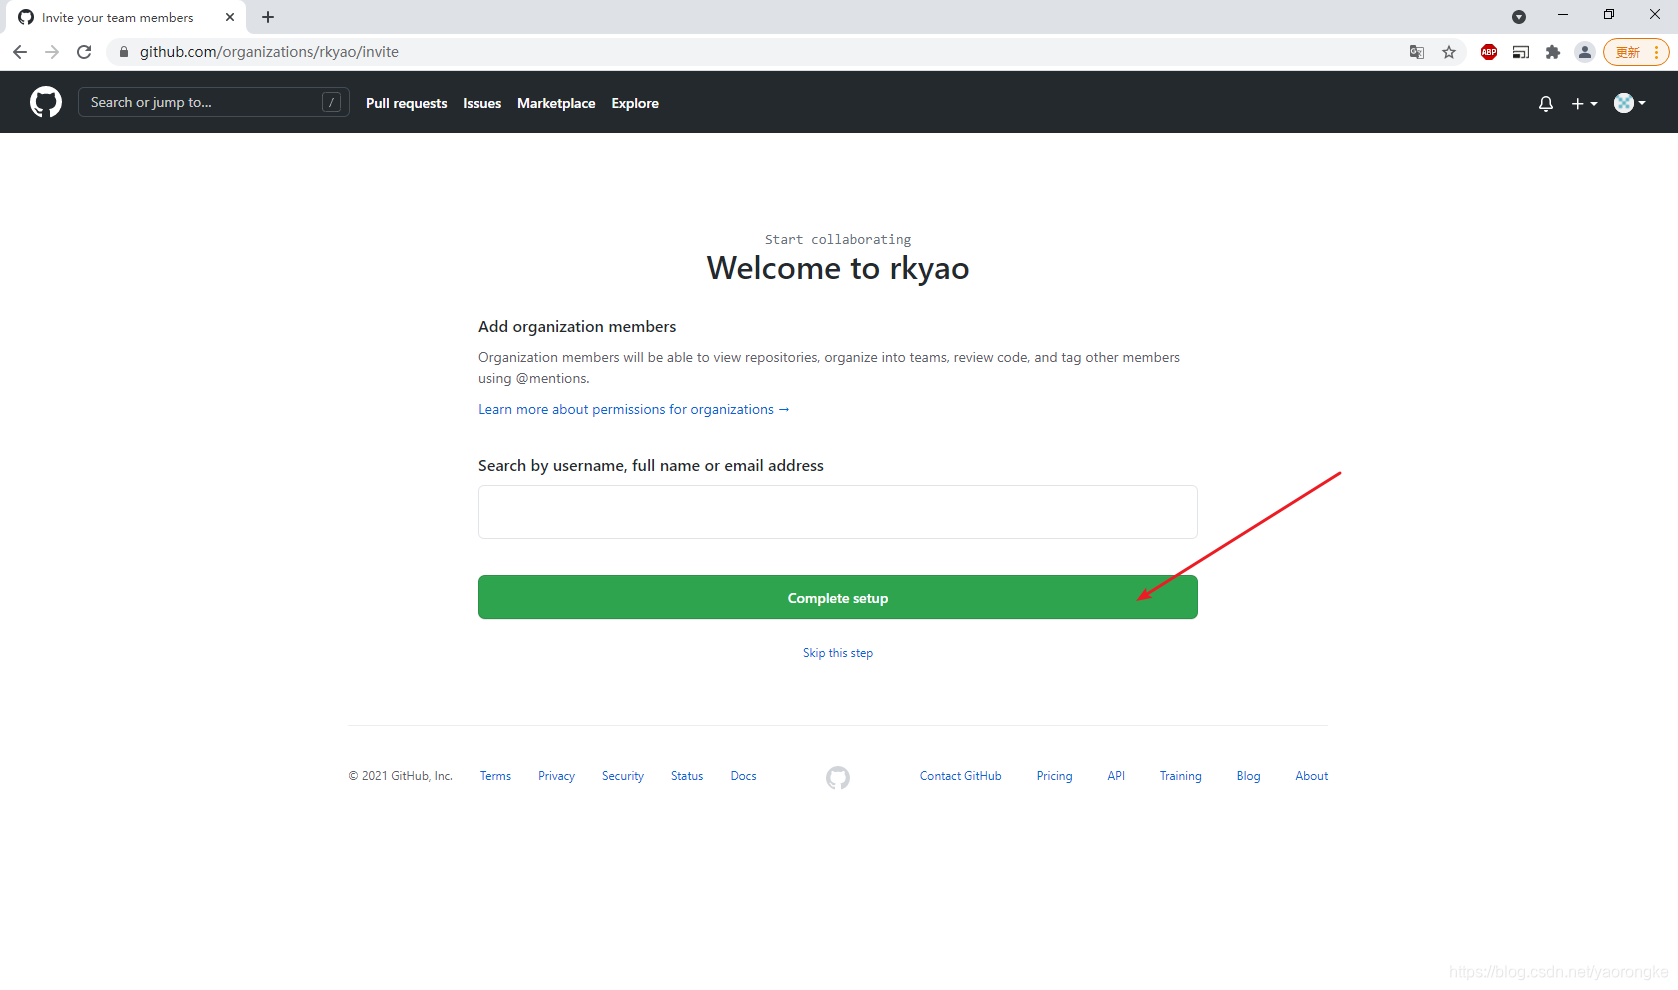 Invite your team members
github.com/organizations/rkyao/invite
ABP
更新
Search or jump to... /
Pull requests Issues Marketplace Explore
Start collaborating
Welcome to rkyao
Add organization members
Organization members will be able to view repositories, organize into teams, review code, and tag other members
using @mentions.
Learn more about permissions for organizations →
Search by username, full name or email address
Complete setup
Skip this step
© 2021 GitHub, Inc. Terms Privacy Security Status Docs Contact GitHub Pricing API Training Blog About
https://blog.csdn.net/yaorongke